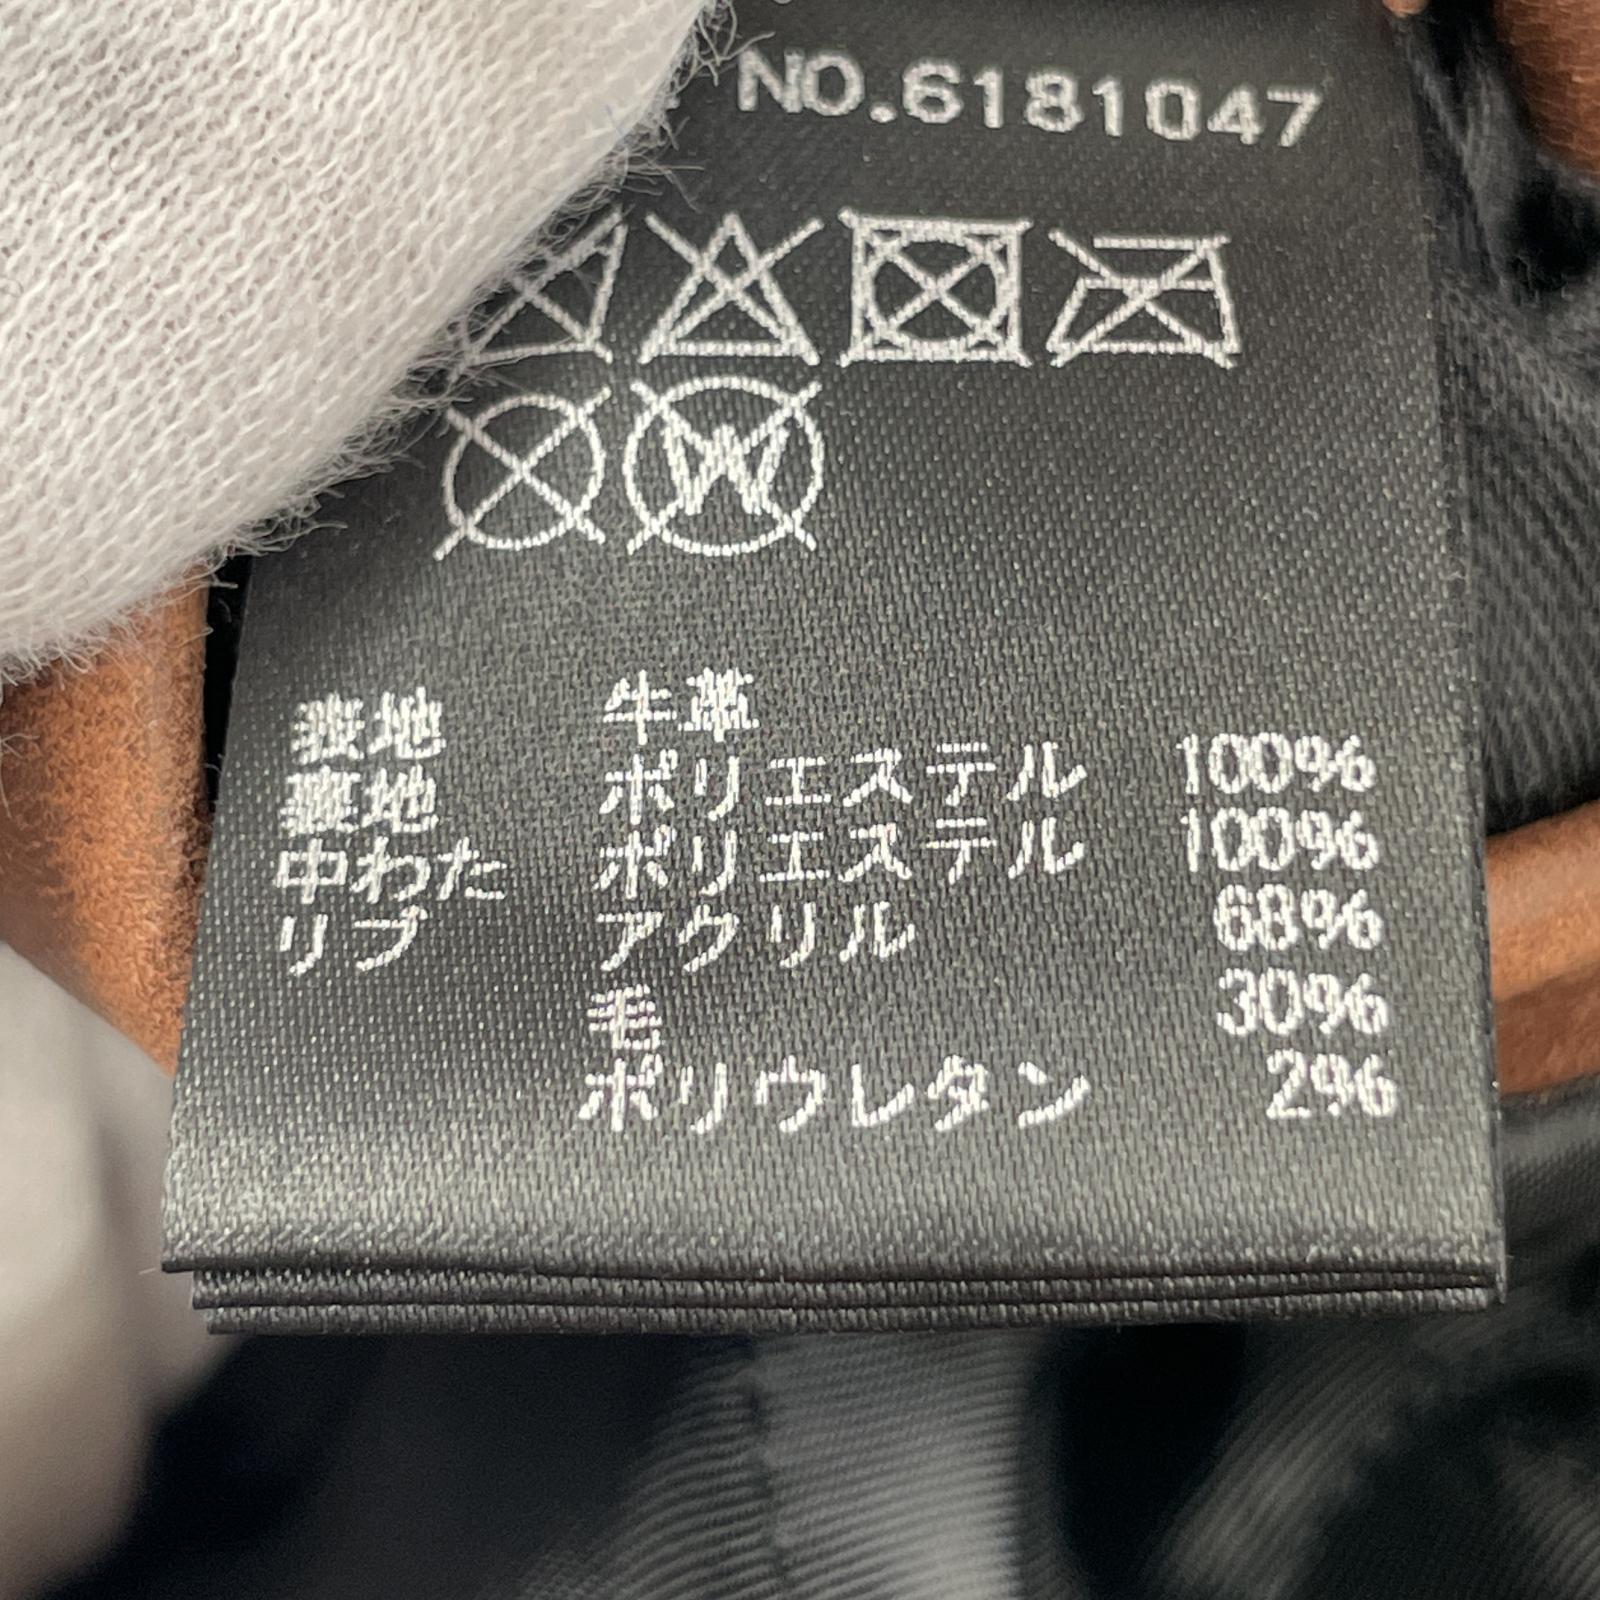 NO.6181047
W
表地 牛革
裏地 ポリエステル 100%
中わた ポリエステル 100%
リブ アクリル 68%
毛 30%
ポリウレタン 2%